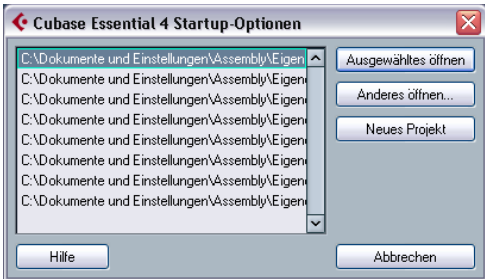 Cubase Essential 4 Startup-Optionen
C:\Dokumente und Einstellungen\Assembly\Eigen
C:\Dokumente und Einstellungen\Assembly\Eigen
C:\Dokumente und Einstellungen\Assembly\Eigen
C:\Dokumente und Einstellungen\Assembly\Eigen
C:\Dokumente und Einstellungen\Assembly\Eigen
C:\Dokumente und Einstellungen\Assembly\Eigen
C:\Dokumente und Einstellungen\Assembly\Eigen
C:\Dokumente und Einstellungen\Assembly\Eigen
Ausgewähltes öffnen
Anderes öffnen...
Neues Projekt
Hilfe
Abbrechen